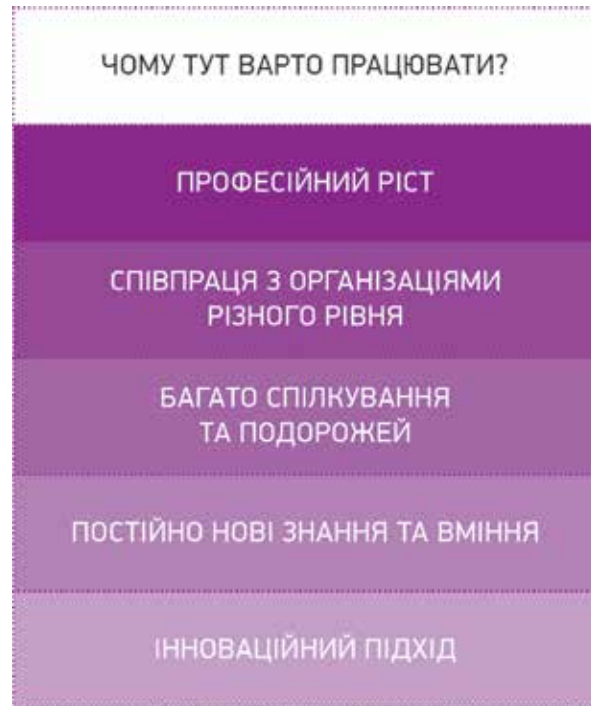 ЧОМУ ТУТ ВАРТО ПРАЦЮВАТИ?
ПРОФЕСІЙНИЙ РІСТ
СПІВПРАЦЯ З ОРГАНІЗАЦІЯМИ
РІЗНОГО РІВНЯ
БАГАТО СПІЛКУВАННЯ
ТА ПОДОРОЖЕЙ
ПОСТІЙНО НОВІ ЗНАННЯ ТА ВМІННЯ
ІННОВАЦІЙНИЙ ПІДХІД